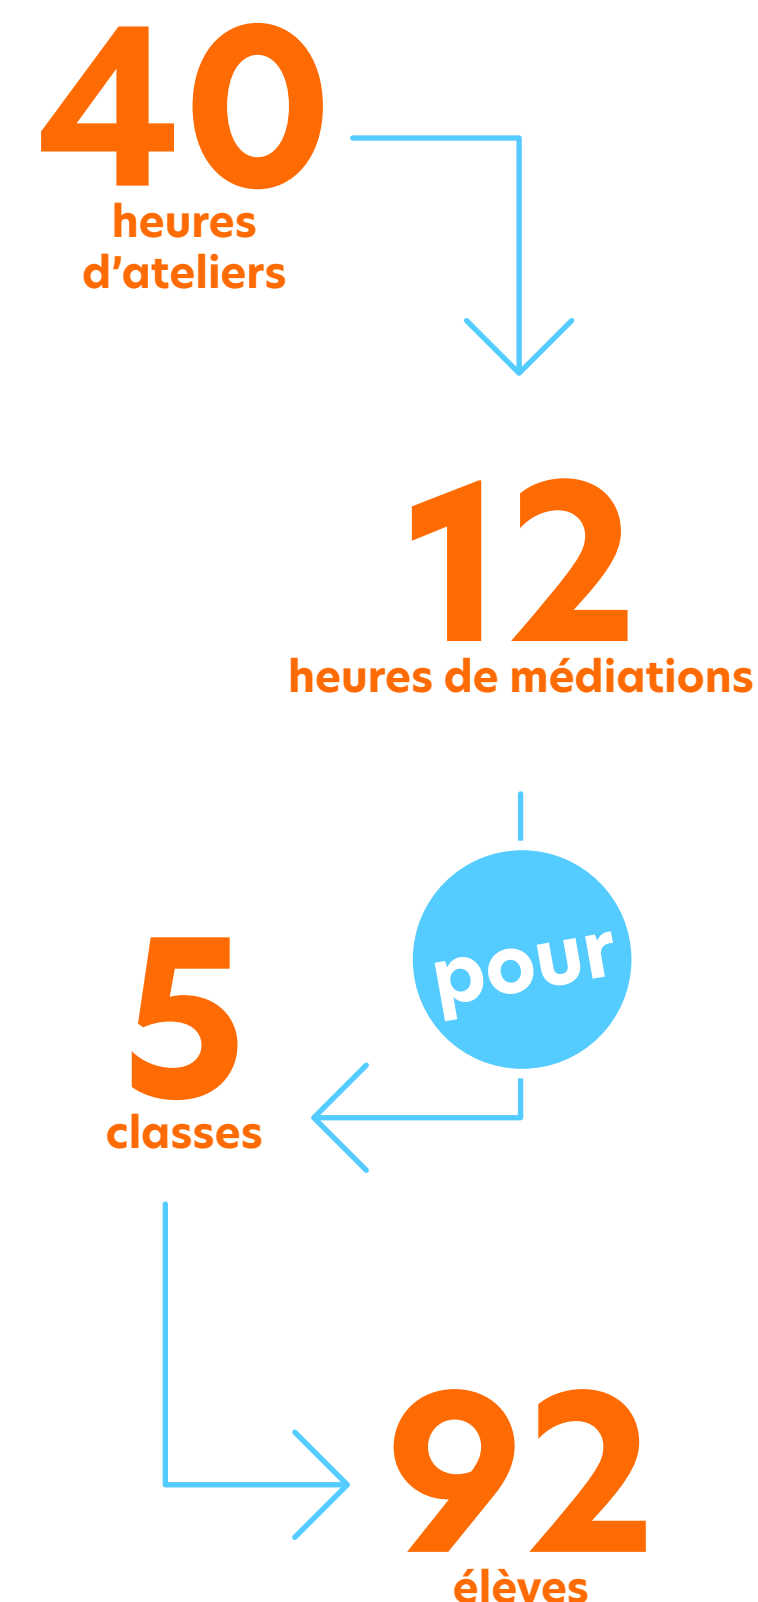 40
heures
d'ateliers
12
heures de médiations
pour
5
classes
92
élèves